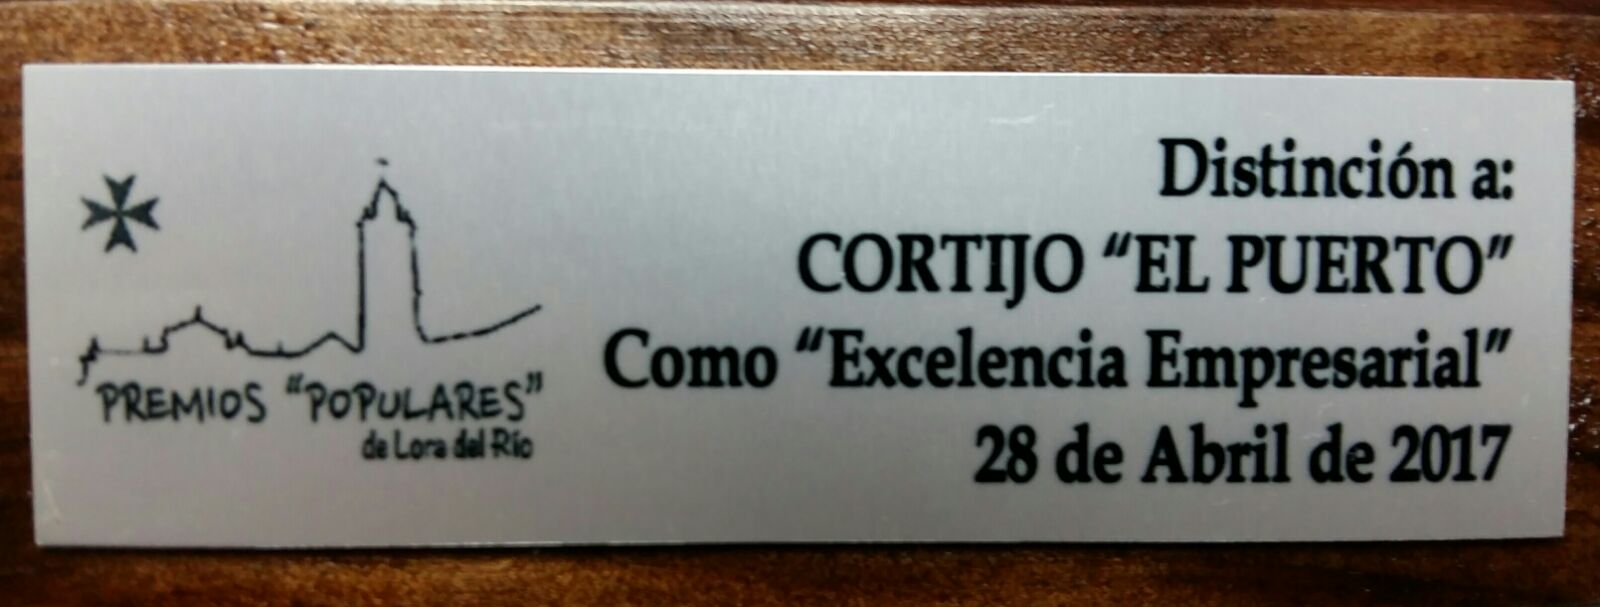 PREMIOS "POPULARES"
de Lora del Río
Distinción a:
CORTIJO "EL PUERTO"
Como "Excelencia Empresarial"
28 de Abril de 2017